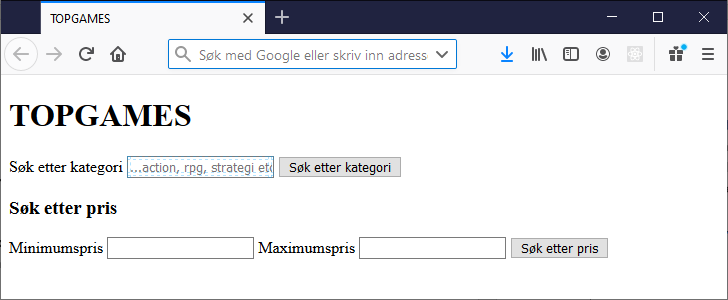 TOPGAMES
Søk med Google eller skriv inn adress
TOPGAMES
Søk etter kategori ...action, rpg, strategi etc Søk etter kategori
Søk etter pris
Minimumspris Maximumspris Søk etter pris